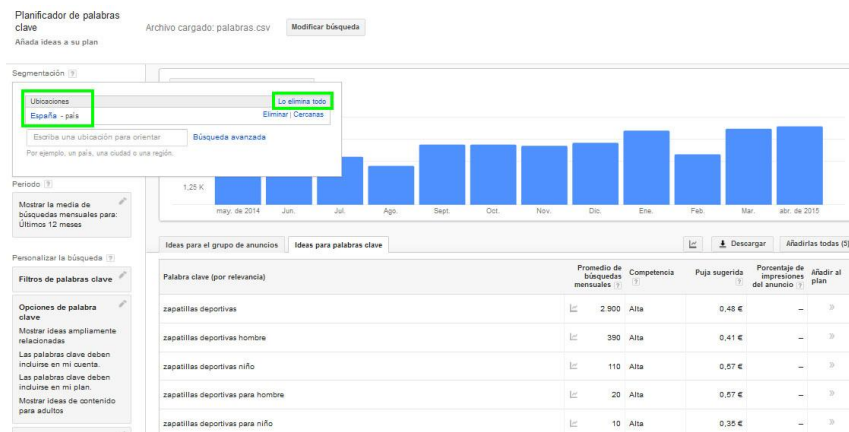 Planificador de palabras
clave
Añada ideas a su plan
Archivo cargado: palabras.csv
Modificar búsqueda
Segmentación ?
Ubicaciones
Lo elimina todo
España - país
Eliminar | Cercanas
Escriba una ubicación para orientar
Búsqueda avanzada
Por ejemplo, un país, una ciudad o una región.
1,25 K
may. de 2014 Jun. Jul. Ago. Sept. Oct. Nov. Dic. Ene. Feb. Mar. abr. de 2015
Periodo ?
Mostrar la media de
búsquedas mensuales para:
Últimos 12 meses
Personalizar la búsqueda ?
Filtros de palabras clave
Opciones de palabra
clave
Mostrar ideas ampliamente
relacionadas
Las palabras clave deben
incluirse en mi cuenta.
Las palabras clave deben
incluirse en mi plan.
Mostrar ideas de contenido
para adultos
Ideas para el grupo de anuncios
Ideas para palabras clave
Descargar
Añadirlas todas (5)
Palabra clave (por relevancia)
Promedio de
búsquedas
mensuales ?
Competencia
?
Puja sugerida
?
Porcentaje de
impresiones
del anuncio ?
Añadir al
plan
zapatillas deportivas 2.900 Alta 0,48 € – »
zapatillas deportivas hombre 390 Alta 0,41 € – »
zapatillas deportivas niño 110 Alta 0,57 € – »
zapatillas deportivas para hombre 20 Alta 0,57 € – »
zapatillas deportivas para niño 10 Alta 0,35 € – »